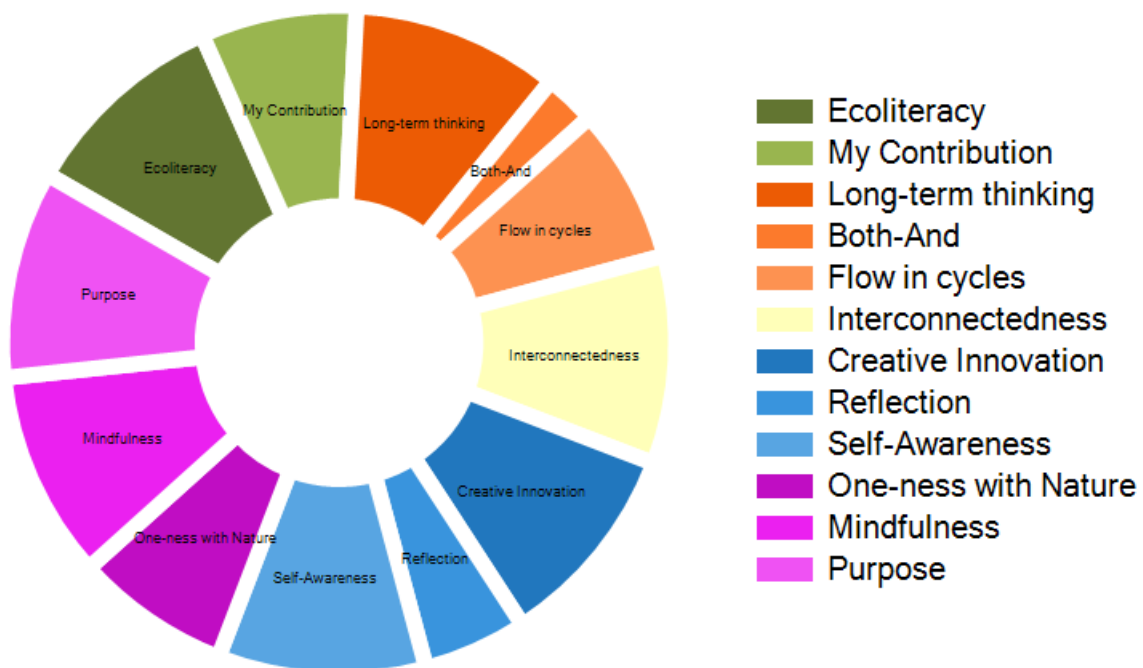 My Contribution
Long-term thinking
Ecoliteracy
Both-And
Flow in cycles
Purpose
Interconnectedness
Mindfulness
Creative Innovation
One-ness with Nature
Reflection
Self-Awareness
Ecoliteracy
My Contribution
Long-term thinking
Both-And
Flow in cycles
Interconnectedness
Creative Innovation
Reflection
Self-Awareness
One-ness with Nature
Mindfulness
Purpose